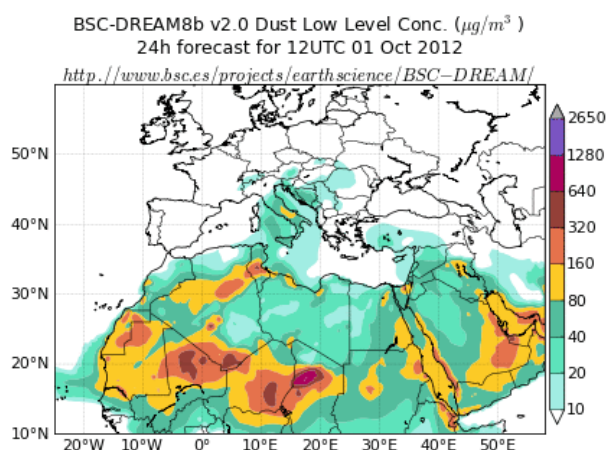 BSC-DREAM8b v2.0 Dust Low Level Conc. (μg/m³ )
24h forecast for 12UTC 01 Oct 2012
http.//www.bsc.es/projects/earthscience/BSC−DREAM/
50°N
40°N
30°N
20°N
10°N
20°W
10°W
0°
10°E
20°E
30°E
40°E
50°E
2650
1280
640
320
160
80
40
20
10